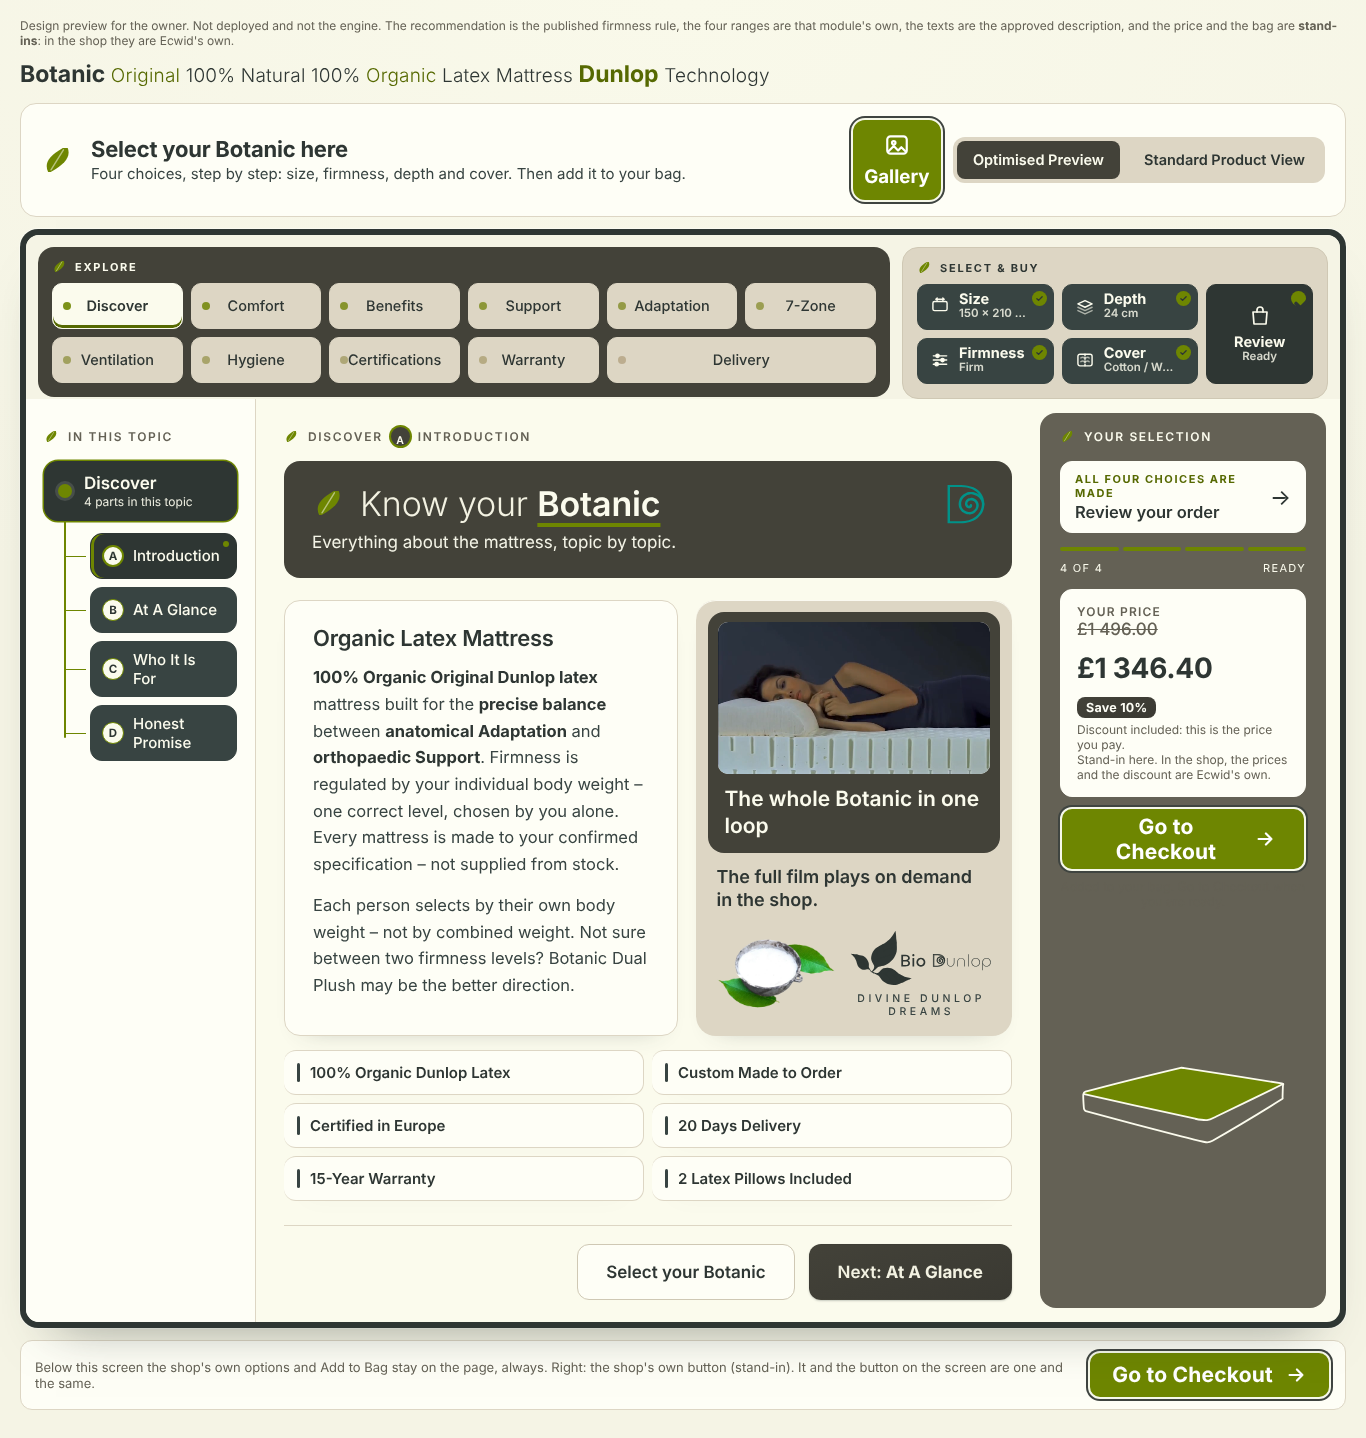 Design preview for the owner. Not deployed and not the engine. The recommendation is the published firmness rule, the four ranges are that module's own, the texts are the approved description, and the price and the bag are stand-
ins: in the shop they are Ecwid's own.
Botanic Original 100% Natural 100% Organic Latex Mattress Dunlop Technology
Select your Botanic here
Four choices, step by step: size, firmness, depth and cover. Then add it to your bag.
Gallery
Optimised Preview
Standard Product View
EXPLORE
Discover
Comfort
Benefits
Support
Adaptation
7-Zone
Ventilation
Hygiene
Certifications
Warranty
Delivery
SELECT & BUY
Size
150 × 210 ...
Depth
24 cm
Firmness
Firm
Cover
Cotton / W...
Review
Ready
IN THIS TOPIC
Discover
4 parts in this topic
A Introduction
B At A Glance
C Who It Is
For
D Honest
Promise
DISCOVER A INTRODUCTION
Know your Botanic
Everything about the mattress, topic by topic.
Organic Latex Mattress
100% Organic Original Dunlop latex
mattress built for the precise balance
between anatomical Adaptation and
orthopaedic Support. Firmness is
regulated by your individual body weight –
one correct level, chosen by you alone.
Every mattress is made to your confirmed
specification – not supplied from stock.
Each person selects by their own body
weight – not by combined weight. Not sure
between two firmness levels? Botanic Dual
Plush may be the better direction.
The whole Botanic in one
loop
The full film plays on demand
in the shop.
Bio Dunlop
DIVINE DUNLOP
DREAMS
100% Organic Dunlop Latex
Custom Made to Order
Certified in Europe
20 Days Delivery
15-Year Warranty
2 Latex Pillows Included
Select your Botanic
Next: At A Glance
YOUR SELECTION
ALL FOUR CHOICES ARE
MADE
Review your order
4 OF 4
READY
YOUR PRICE
£1 496.00
£1 346.40
Save 10%
Discount included: this is the price
you pay.
Stand-in here. In the shop, the prices
and the discount are Ecwid's own.
Go to
Checkout
Below this screen the shop's own options and Add to Bag stay on the page, always. Right: the shop's own button (stand-in). It and the button on the screen are one and
the same.
Go to Checkout